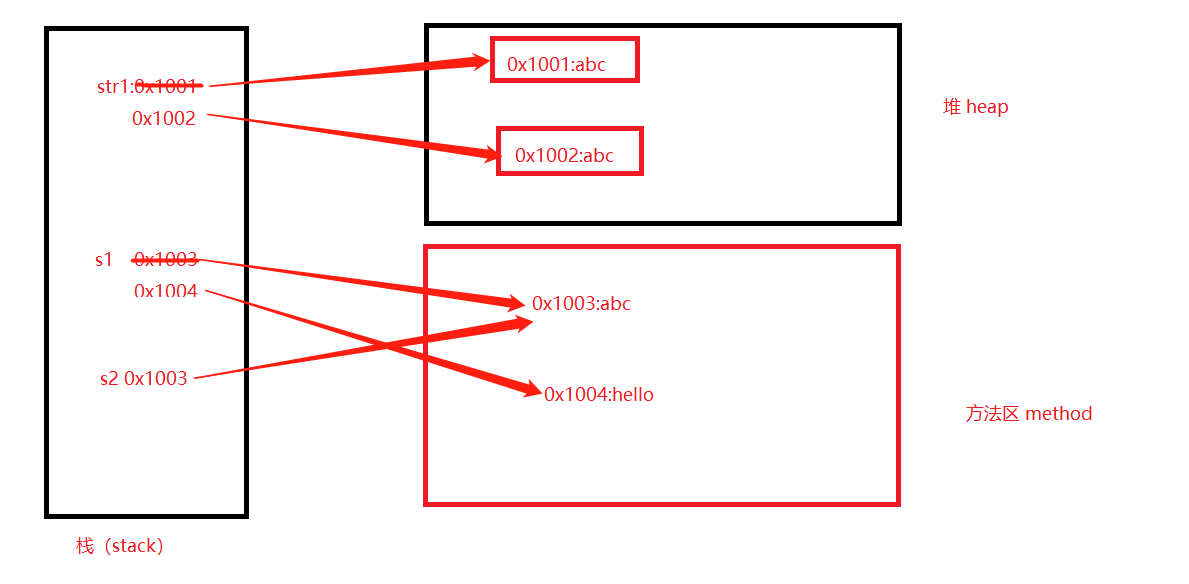 str1:0x1001
0x1002
s1 0x1003
0x1004
s2 0x1003
栈（stack）
0x1001:abc
0x1002:abc
堆 heap
0x1003:abc
0x1004:hello
方法区 method